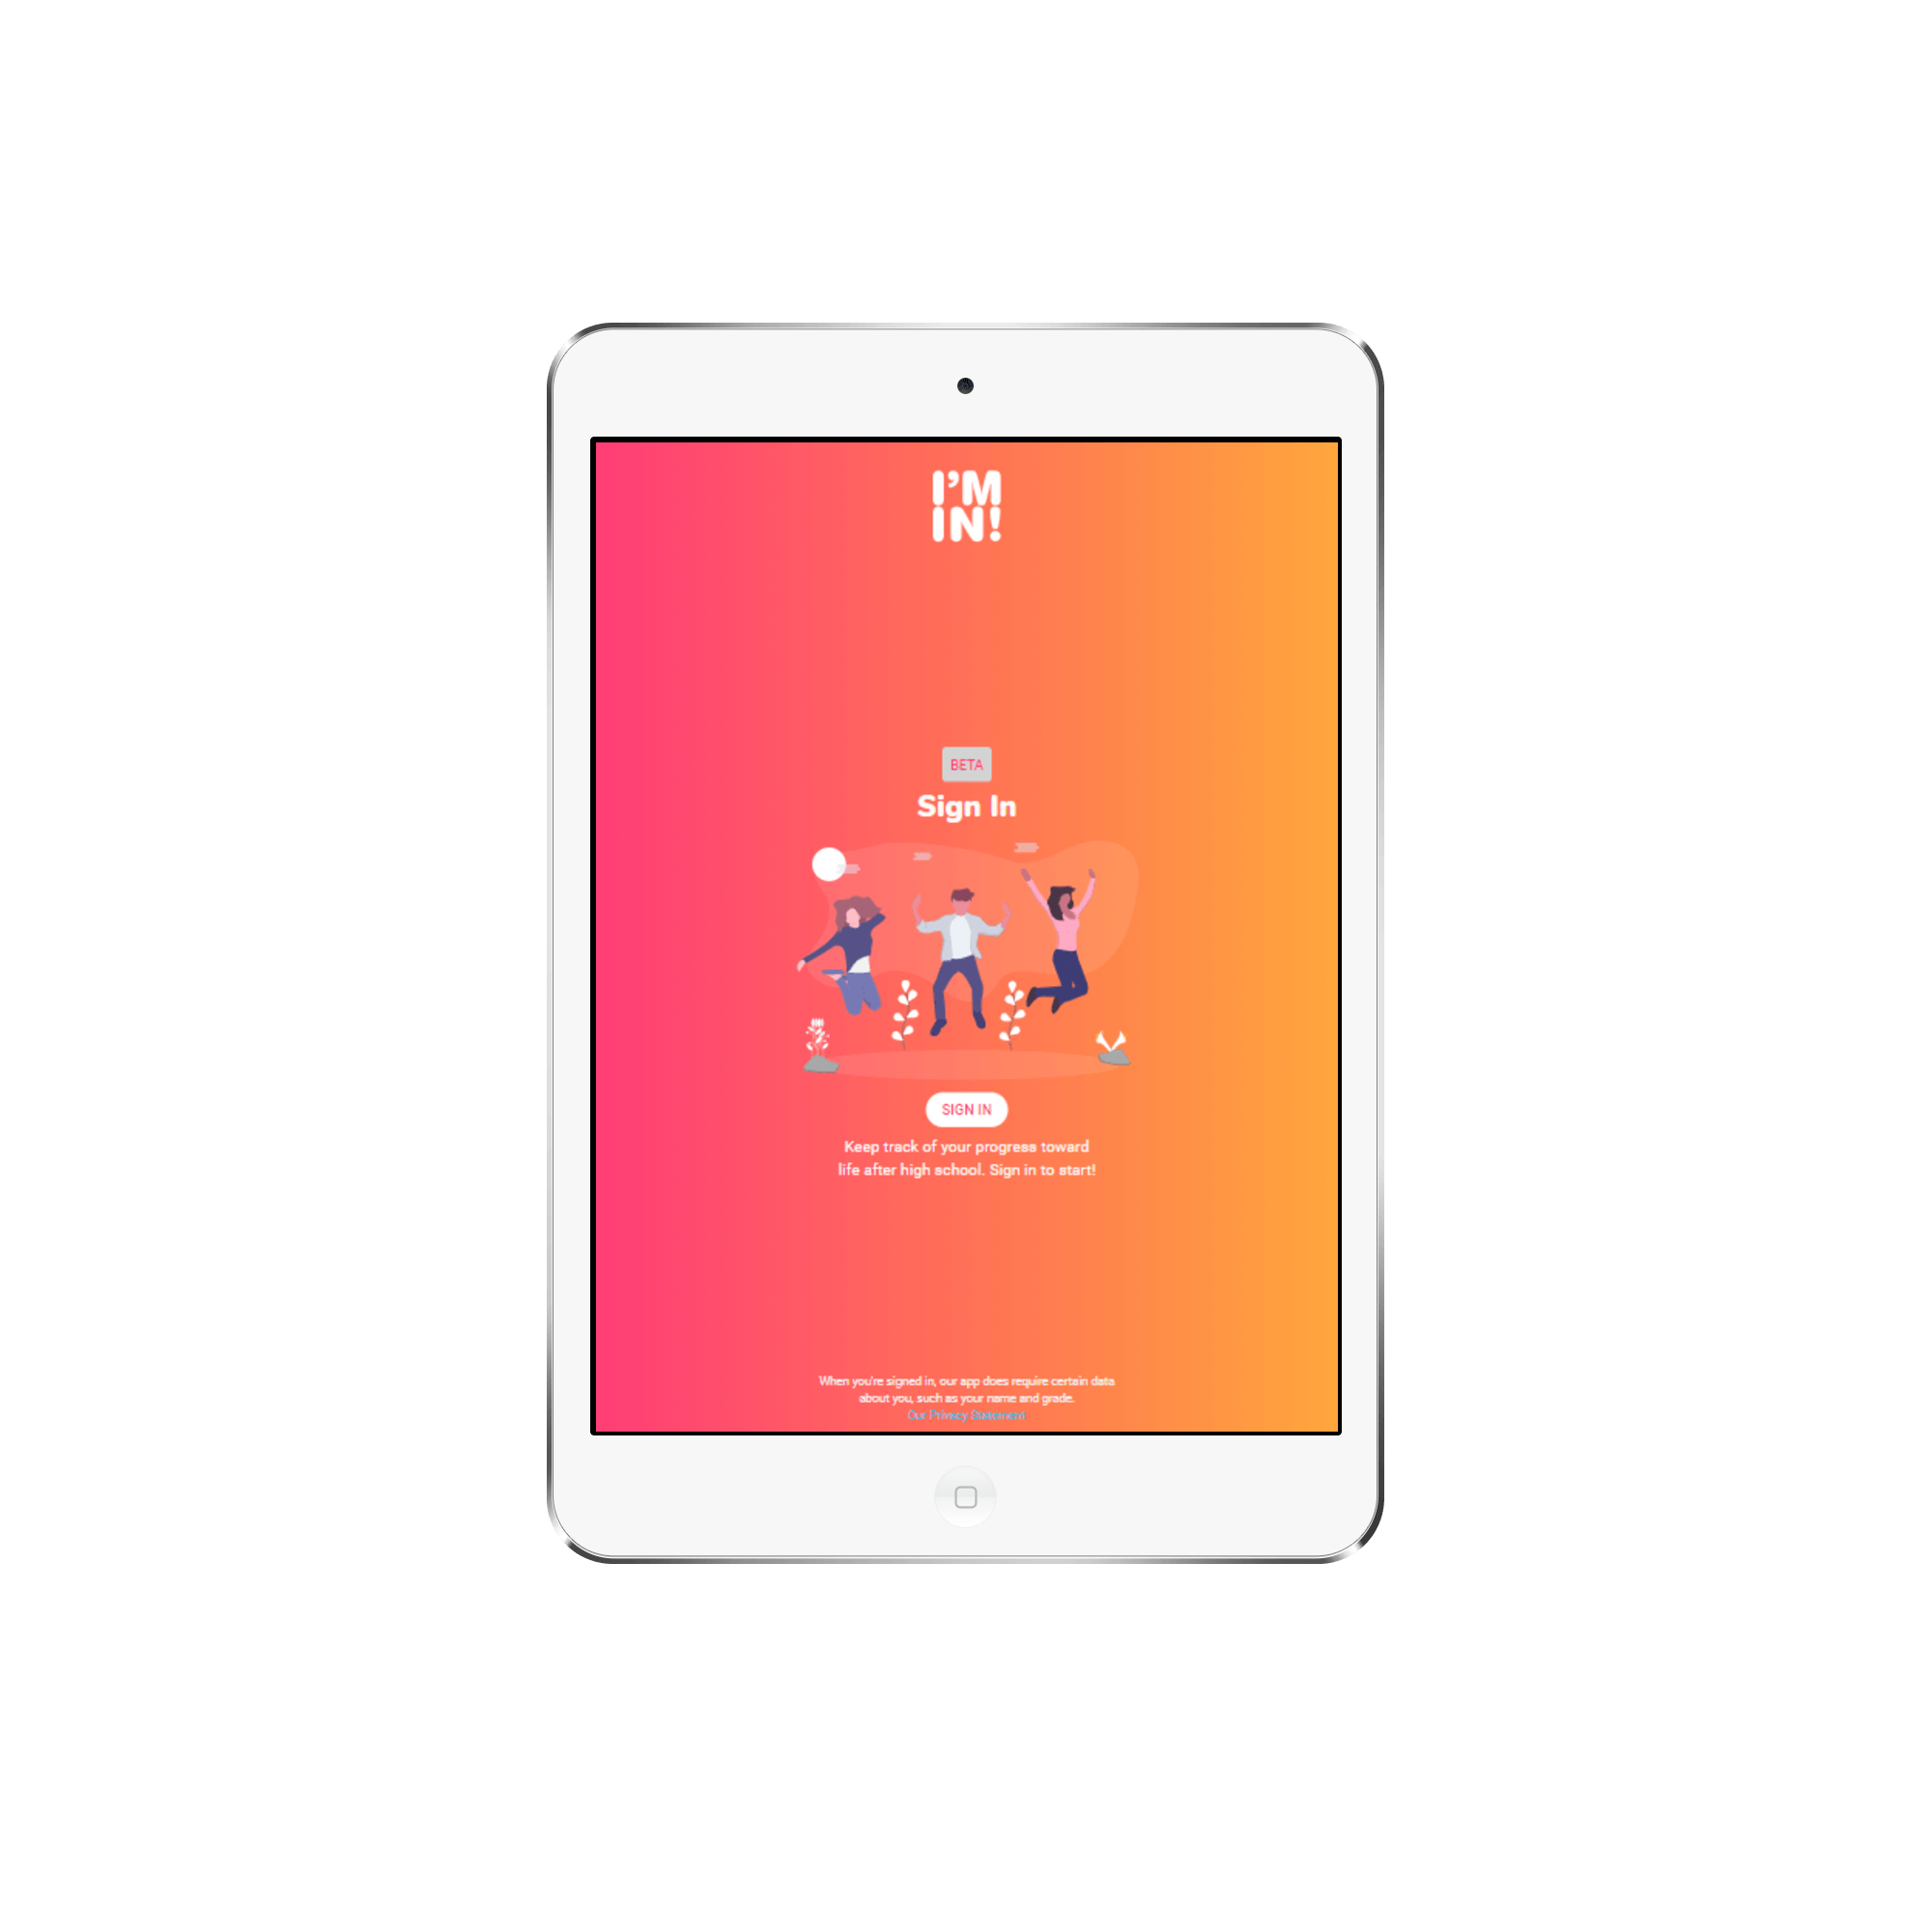 I'M
IN!
BETA
Sign In
SIGN IN
Keep track of your progress toward
life after high school. Sign in to start!
When you're signed in, our app does require certain data
about you, such as your name and grade.
Our Privacy Statement